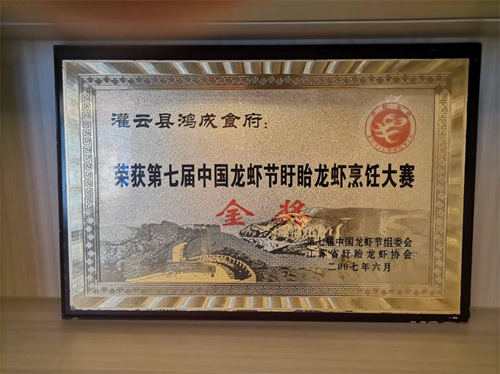 灌云县鸿成食府：
荣获第七届中国龙虾节盱眙龙虾烹饪大赛
金奖
第七届中国龙虾节组委会
江苏省盱眙龙虾协会
二00七年六月